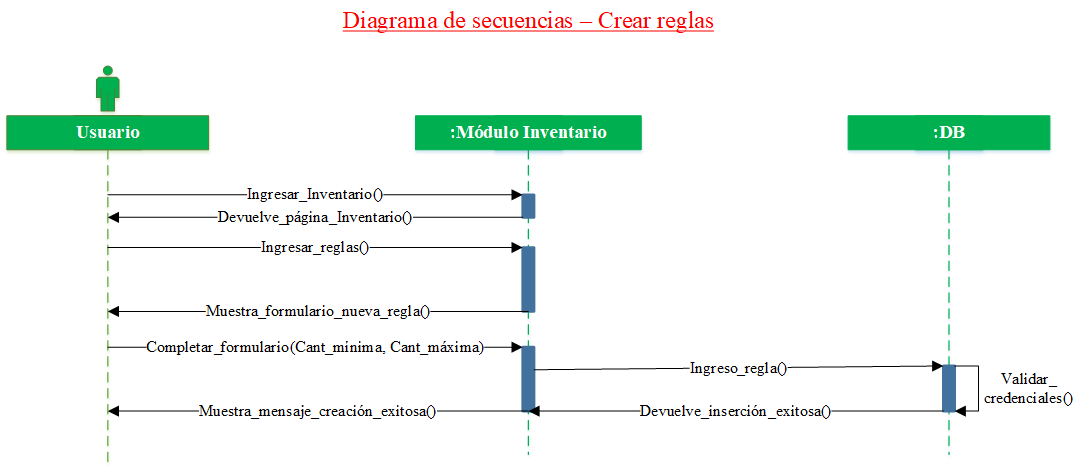 Diagrama de secuencias – Crear reglas
Usuario
:Módulo Inventario
:DB
Ingresar_Inventario()
Devuelve_página_Inventario()
Ingresar_reglas()
Muestra_formulario_nueva_regla()
Completar_formulario(Cant_minima, Cant_máxima)
Ingreso_regla()
Validar_
credenciales()
Muestra_mensaje_creación_exitosa()
Devuelve_inserción_exitosa()